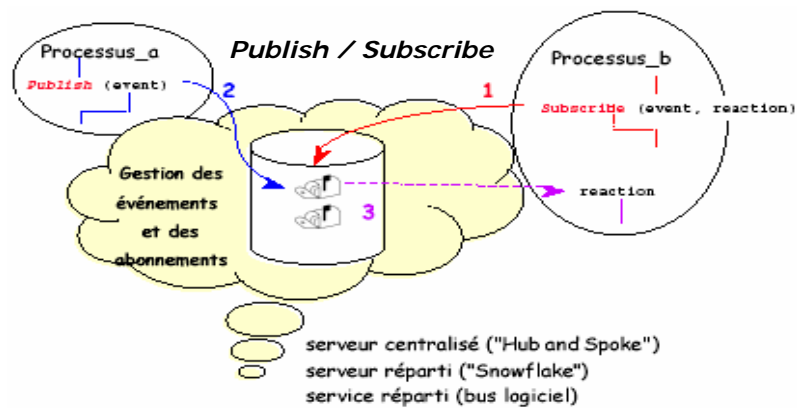 Publish / Subscribe
Processus_a
Publish (event)
2
1
Processus_b
Subscribe (event, reaction)
Gestion des
événements
et des
abonnements
3
reaction
serveur centralisé ("Hub and Spoke")
serveur réparti ("Snowflake")
service réparti (bus logiciel)